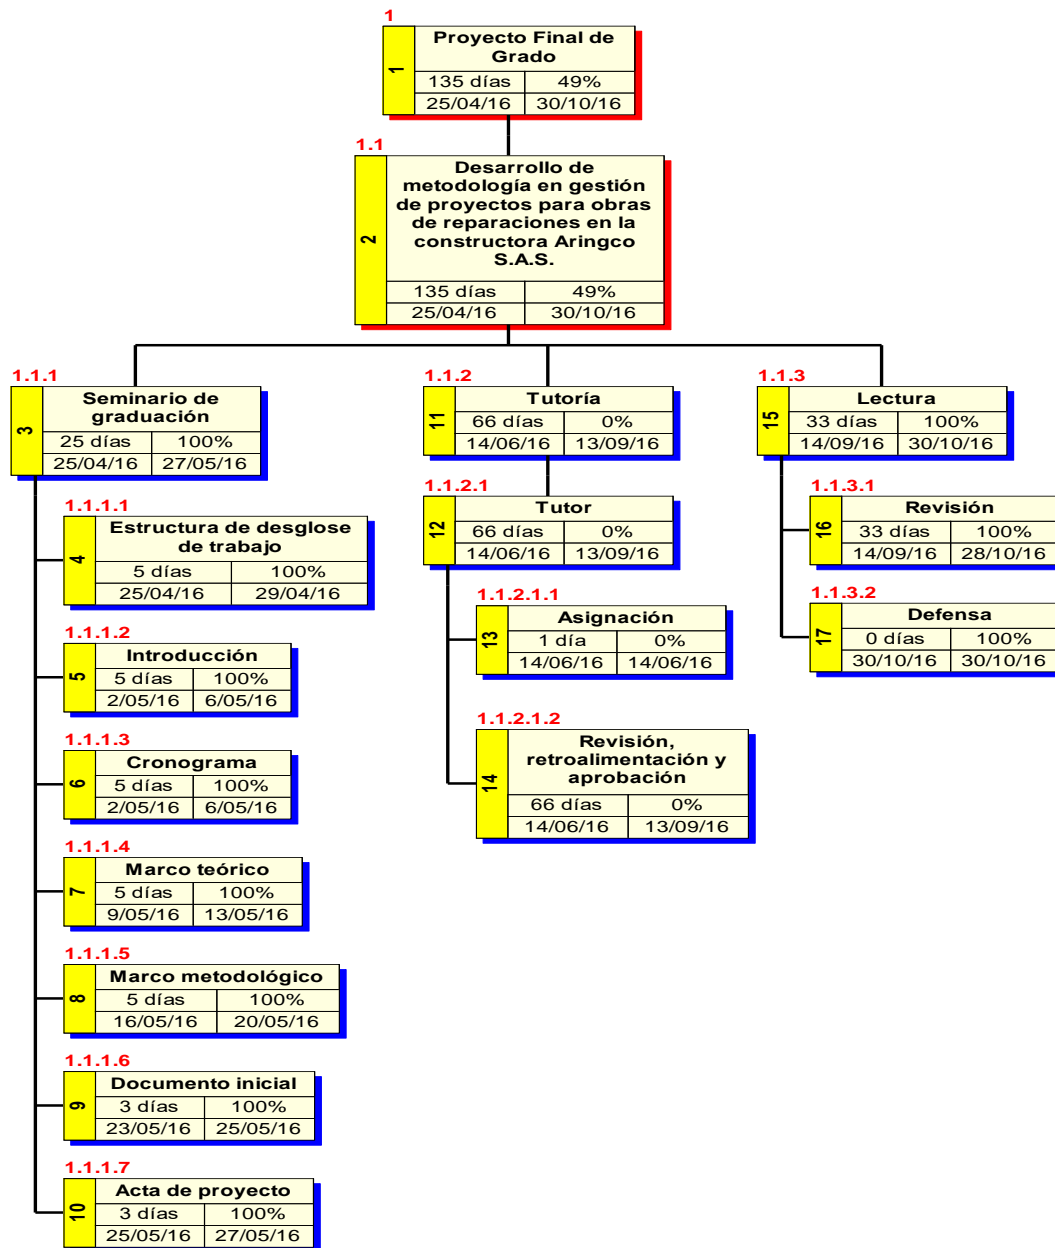 1
1
Proyecto Final de
Grado
135 días 49%
25/04/16 30/10/16
1.1
2
Desarrollo de
metodología en gestión
de proyectos para obras
de reparaciones en la
constructora Aringco
S.A.S.
135 días 49%
25/04/16 30/10/16
1.1.1
3
Seminario de
graduación
25 días 100%
25/04/16 27/05/16
1.1.1.1
4
Estructura de desglose
de trabajo
5 días 100%
25/04/16 29/04/16
1.1.1.2
5
Introducción
5 días 100%
2/05/16 6/05/16
1.1.1.3
6
Cronograma
5 días 100%
2/05/16 6/05/16
1.1.1.4
7
Marco teórico
5 días 100%
9/05/16 13/05/16
1.1.1.5
8
Marco metodológico
5 días 100%
16/05/16 20/05/16
1.1.1.6
9
Documento inicial
3 días 100%
23/05/16 25/05/16
1.1.1.7
10
Acta de proyecto
3 días 100%
25/05/16 27/05/16
1.1.2
11
Tutoría
66 días 0%
14/06/16 13/09/16
1.1.2.1
12
Tutor
66 días 0%
14/06/16 13/09/16
1.1.2.1.1
13
Asignación
1 día 0%
14/06/16 14/06/16
1.1.2.1.2
14
Revisión,
retroalimentación y
aprobación
66 días 0%
14/06/16 13/09/16
1.1.3
15
Lectura
33 días 100%
14/09/16 30/10/16
1.1.3.1
16
Revisión
33 días 100%
14/09/16 28/10/16
1.1.3.2
17
Defensa
0 días 100%
30/10/16 30/10/16